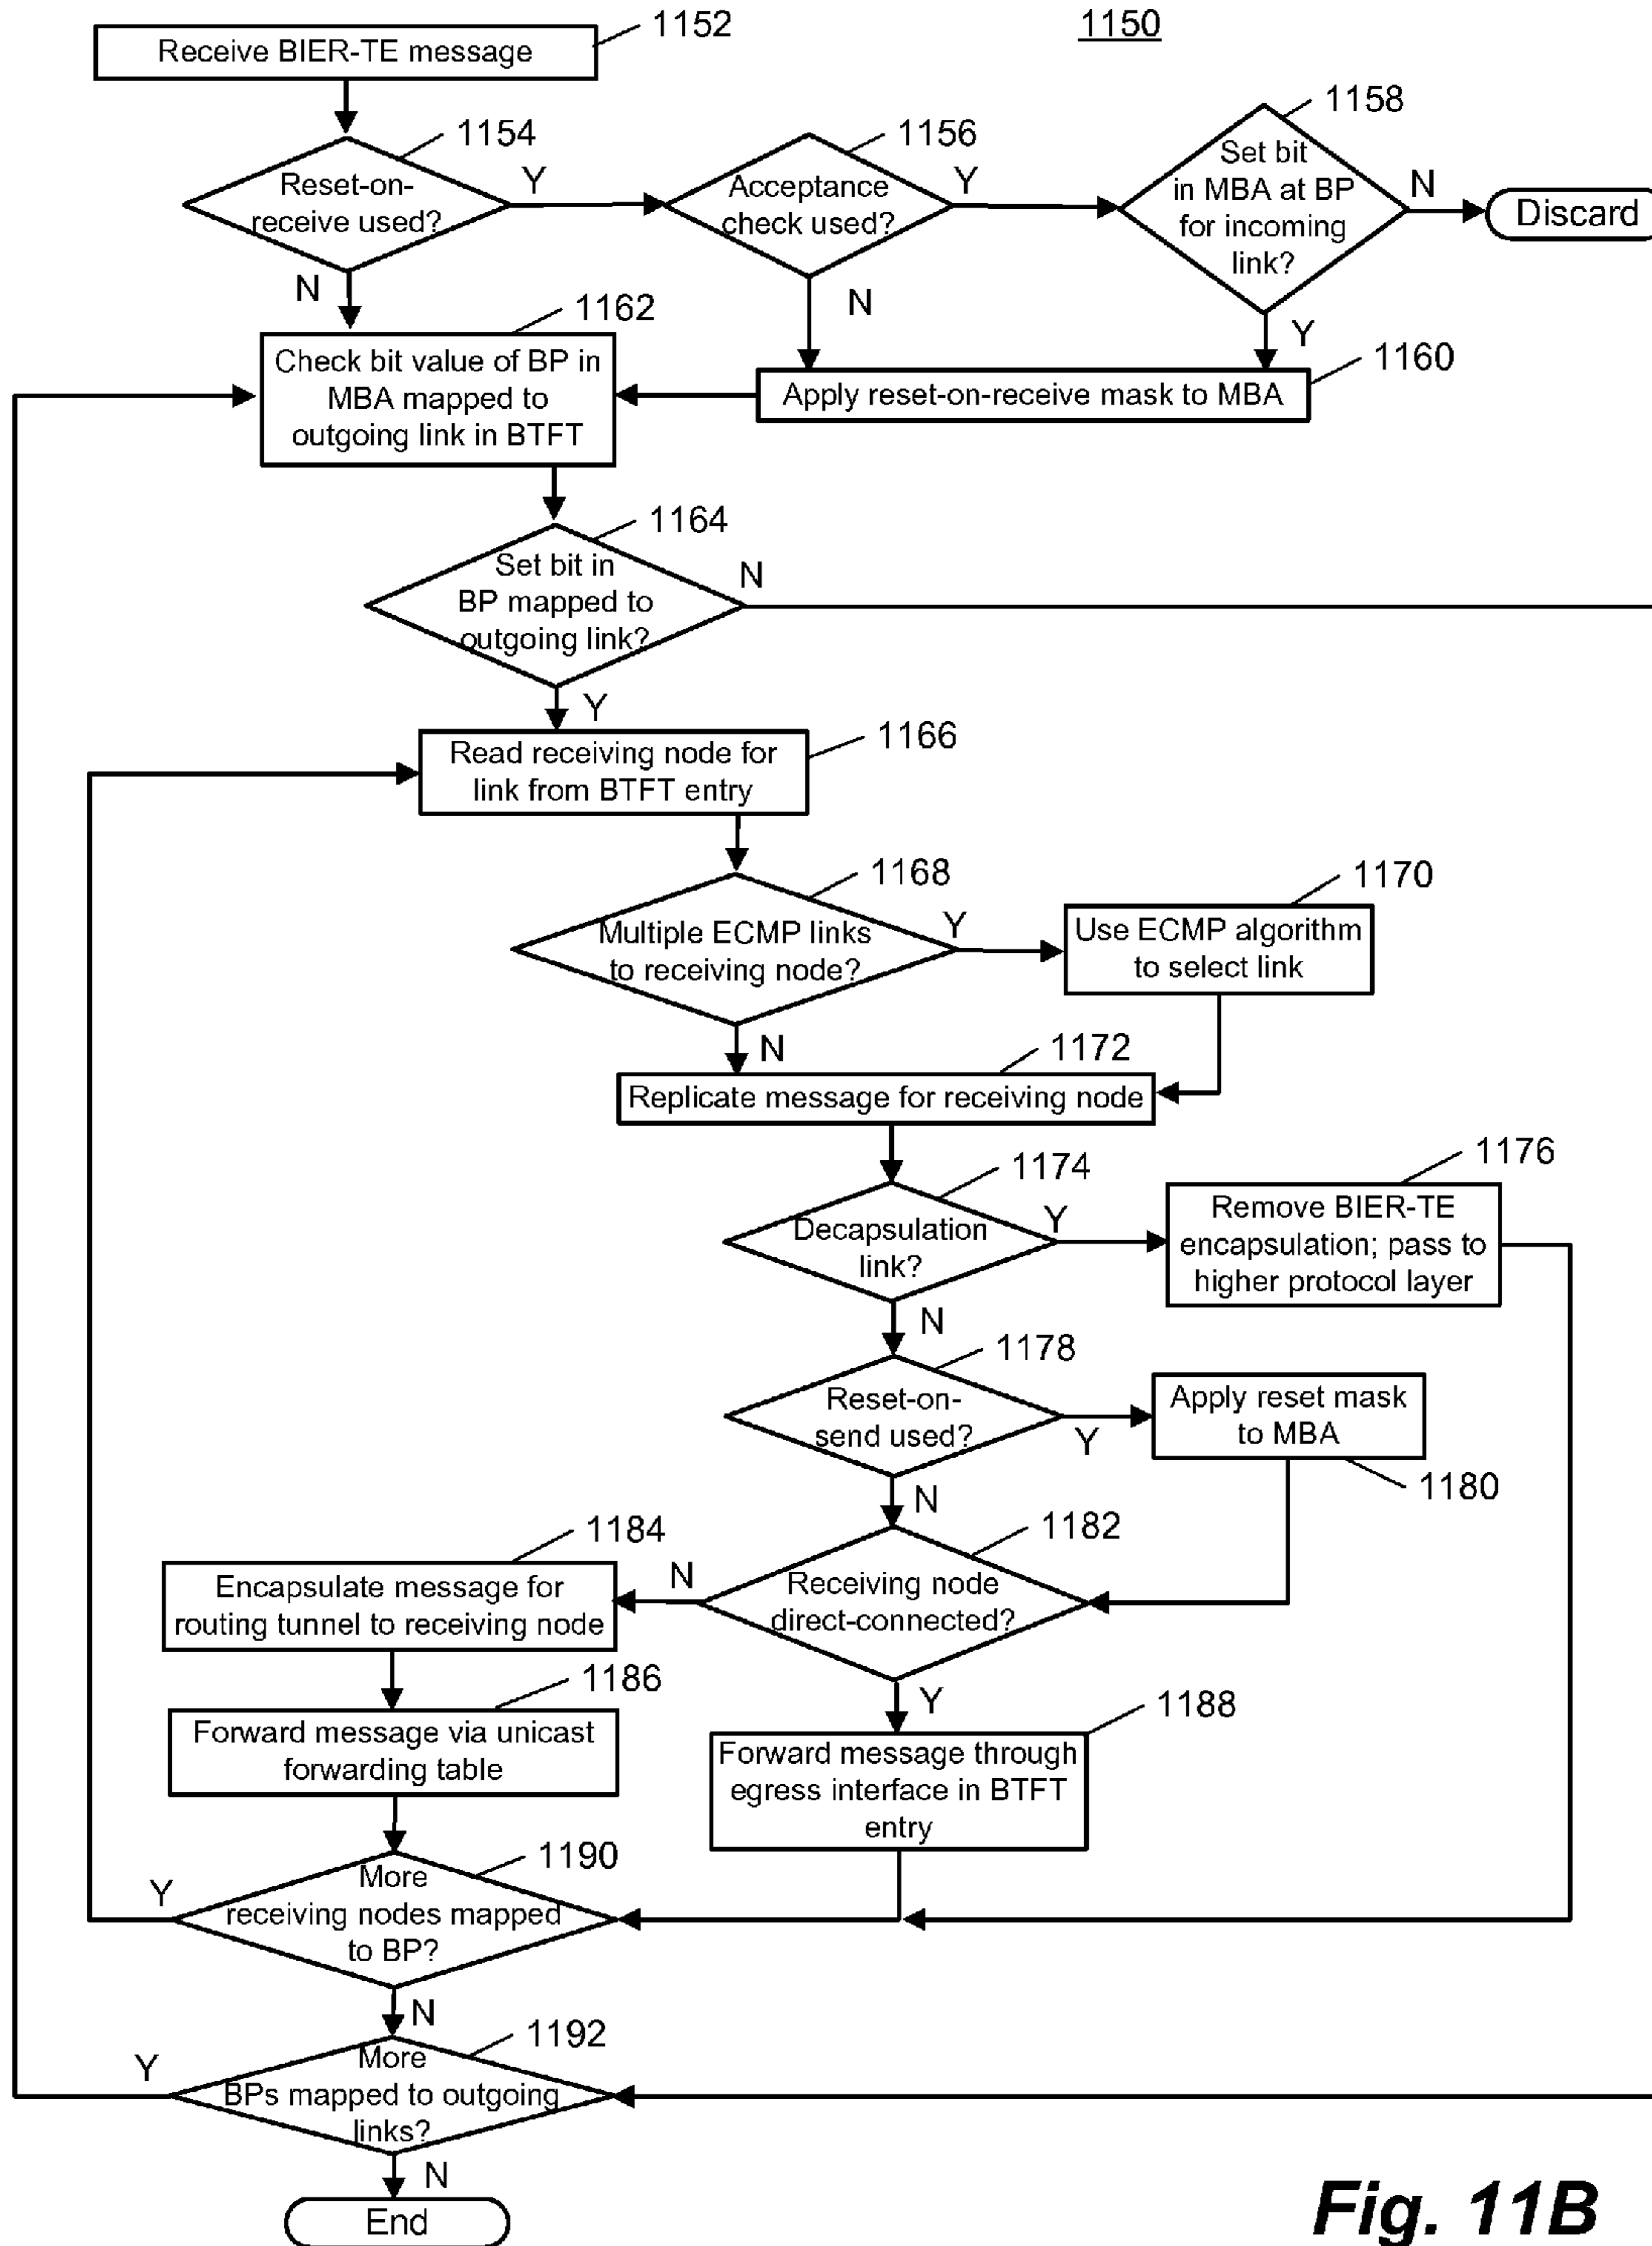 1150
1152
Receive BIER-TE message
1154
Reset-on-
receive used?
Y
N
1156
Acceptance
check used?
Y
N
1158
Set bit
in MBA at BP
for incoming
link?
N
Y
Discard
1160
Apply reset-on-receive mask to MBA
1162
Check bit value of BP in
MBA mapped to
outgoing link in BTFT
1164
Set bit in
BP mapped to
outgoing link?
N
Y
1166
Read receiving node for
link from BTFT entry
1168
Multiple ECMP links
to receiving node?
Y
N
1170
Use ECMP algorithm
to select link
1172
Replicate message for receiving node
1174
Decapsulation
link?
Y
N
1176
Remove BIER-TE
encapsulation; pass to
higher protocol layer
1178
Reset-on-
send used?
Y
N
Apply reset mask
to MBA
1180
1182
Receiving node
direct-connected?
N
Y
1184
Encapsulate message for
routing tunnel to receiving node
1186
Forward message via unicast
forwarding table
1188
Forward message through
egress interface in BTFT
entry
1190
More
receiving nodes mapped
to BP?
Y
N
1192
More
BPs mapped to outgoing
links?
Y
N
End
Fig. 11B